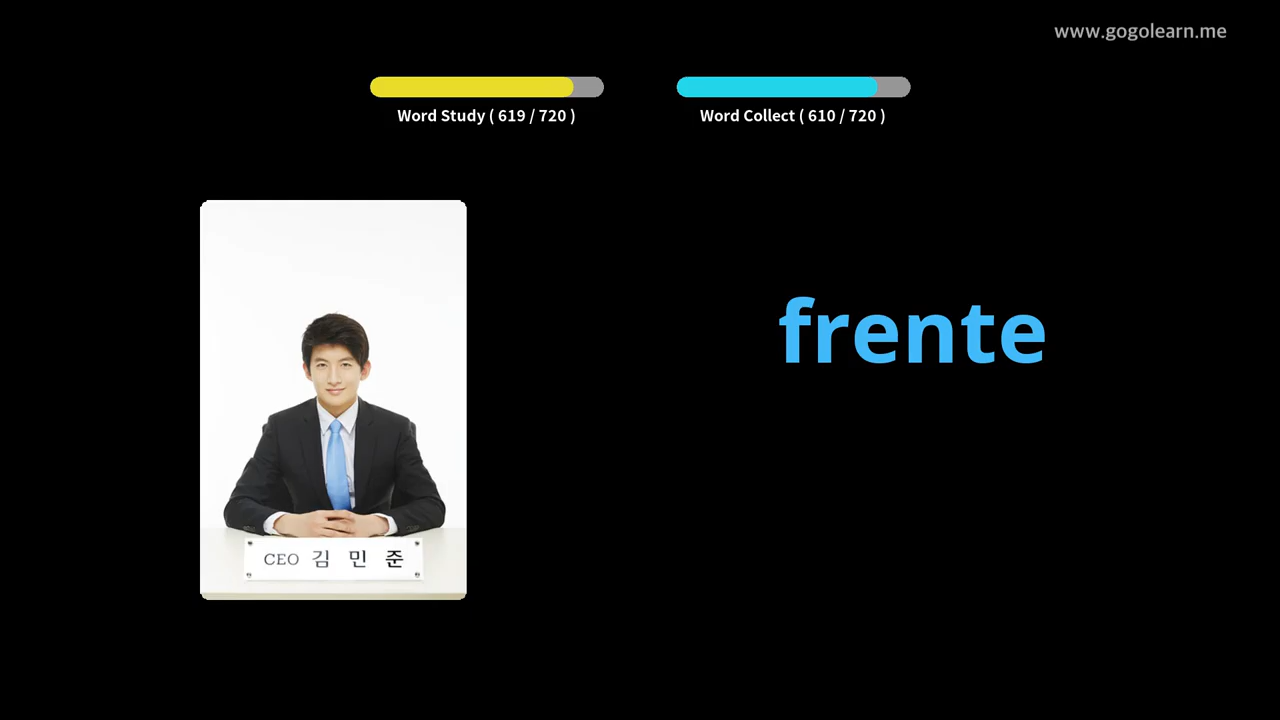 www.gogolearn.me
Word Study ( 619 / 720 )
Word Collect ( 610 / 720 )
frente
CEO 김 민 준